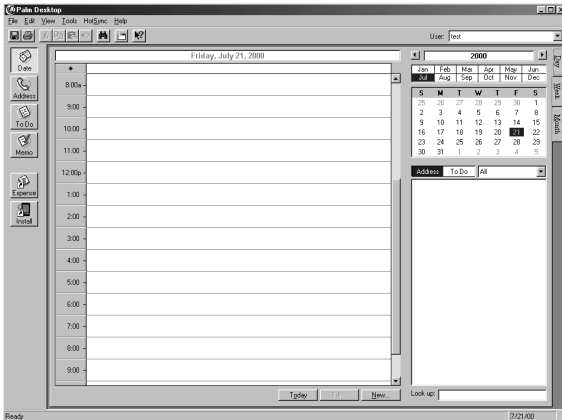 Palm Desktop
File Edit View Tools HotSync Help
User: test
Date
Address
To Do
Memo
Expense
Install
Friday, July 21, 2000
8:00a
9:00
10:00
11:00
12:00p
1:00
2:00
3:00
4:00
5:00
6:00
7:00
8:00
9:00
Today Edit New...
2000
Jan Feb Mar Apr May Jun
Jul Aug Sep Oct Nov Dec
S M T W T F S
25 26 27 28 29 30 1
2 3 4 5 6 7 8
9 10 11 12 13 14 15
16 17 18 19 20 21 22
23 24 25 26 27 28 29
30 31 1 2 3 4 5
Address To Do All
Look up:
Day
Week
Month
Ready 7/21/00